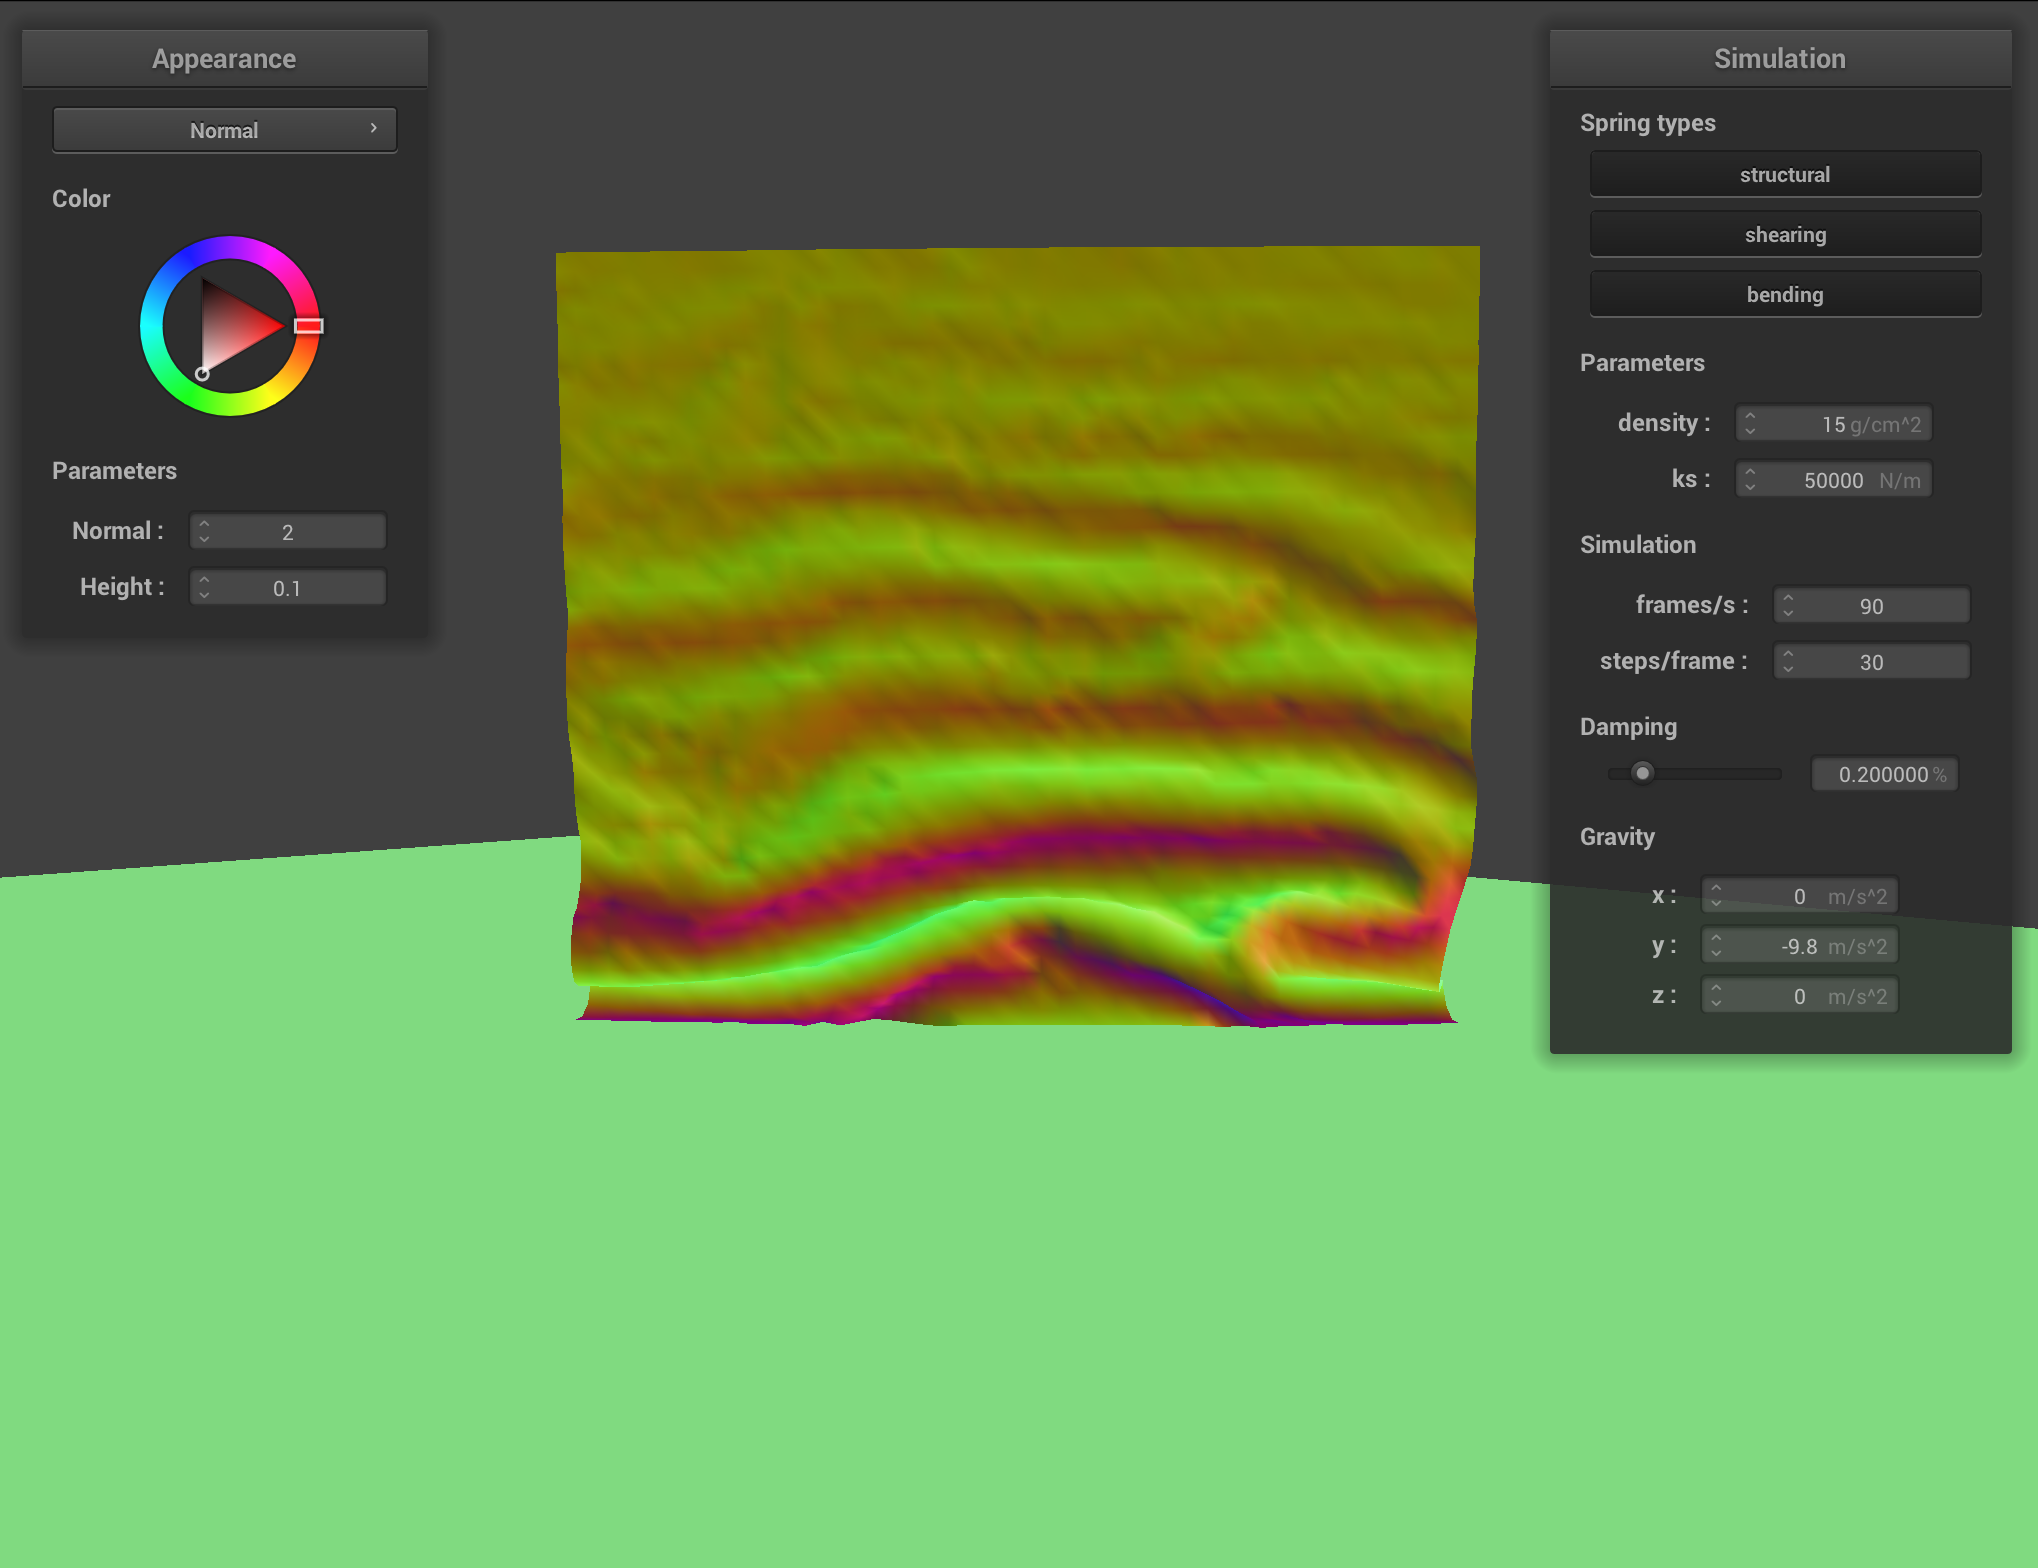 Appearance
Normal
Color
Parameters
Normal : 2
Height : 0.1
Simulation
Spring types
structural
shearing
bending
Parameters
density : 15 g/cm^2
ks : 50000 N/m
Simulation
frames/s : 90
steps/frame : 30
Damping
0.200000 %
Gravity
x : 0 m/s^2
y : -9.8 m/s^2
z : 0 m/s^2